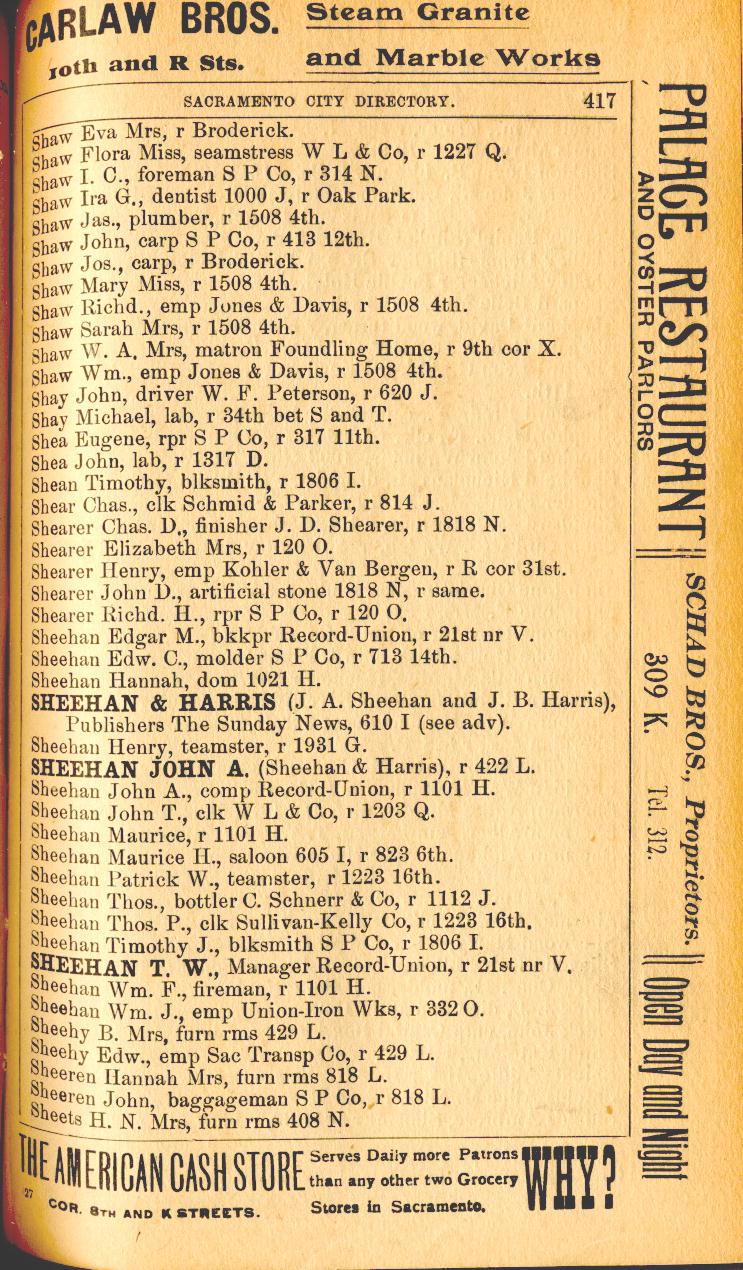 CARLAW BROS. Steam Granite
10th and R Sts. and Marble Works
SACRAMENTO CITY DIRECTORY. 417
Shaw Eva Mrs, r Broderick.
Shaw Flora Miss, seamstress W L & Co, r 1227 Q.
Shaw I. C., foreman S P Co, r 314 N.
Shaw Ira G., dentist 1000 J, r Oak Park.
Shaw Jas., plumber, r 1508 4th.
Shaw John, carp S P Co, r 413 12th.
Shaw Jos., carp, r Broderick.
Shaw Mary Miss, r 1508 4th.
Shaw Richd., emp Jones & Davis, r 1508 4th.
Shaw Sarah Mrs, r 1508 4th.
Shaw W. A. Mrs, matron Foundling Home, r 9th cor X.
Shaw Wm., emp Jones & Davis, r 1508 4th.
Shay John, driver W. F. Peterson, r 620 J.
Shay Michael, lab, r 34th bet S and T.
Shea Eugene, rpr S P Co, r 317 11th.
Shea John, lab, r 1317 D.
Shean Timothy, blksmith, r 1806 I.
Shear Chas., clk Schmid & Parker, r 814 J.
Shearer Chas. D., finisher J. D. Shearer, r 1818 N.
Shearer Elizabeth Mrs, r 120 O.
Shearer Henry, emp Kohler & Van Bergen, r R cor 31st.
Shearer John D., artificial stone 1818 N, r same.
Shearer Richd. H., rpr S P Co, r 120 O.
Sheehan Edgar M., bkkpr Record-Union, r 21st nr V.
Sheehan Edw. C., molder S P Co, r 713 14th.
Sheehan Hannah, dom 1021 H.
SHEEHAN & HARRIS (J. A. Sheehan and J. B. Harris),
Publishers The Sunday News, 610 I (see adv).
Sheehan Henry, teamster, r 1931 G.
SHEEHAN JOHN A. (Sheehan & Harris), r 422 L.
Sheehan John A., comp Record-Union, r 1101 H.
Sheehan John T., clk W L & Co, r 1203 Q.
Sheehan Maurice, r 1101 H.
Sheehan Maurice H., saloon 605 I, r 823 6th.
Sheehan Patrick W., teamster, r 1223 16th.
Sheehan Thos., bottler C. Schnerr & Co, r 1112 J.
Sheehan Thos. P., clk Sullivan-Kelly Co, r 1223 16th.
Sheehan Timothy J., blksmith S P Co, r 1806 I.
SHEEHAN T. W., Manager Record-Union, r 21st nr V.
Sheehan Wm. F., fireman, r 1101 H.
Sheehan Wm. J., emp Union-Iron Wks, r 332 O.
Sheehy B. Mrs, furn rms 429 L.
Sheehy Edw., emp Sac Transp Co, r 429 L.
Sheeren Hannah Mrs, furn rms 818 L.
Sheeren John, baggageman S P Co, r 818 L.
Sheets H. N. Mrs, furn rms 408 N.
PALACE RESTAURANT
AND OYSTER PARLORS
SCHAD BROS., Proprietors.
309 K. Tel. 312.
Open Day and Night
THE AMERICAN CASH STORE
COR. 8TH AND K STREETS.
Serves Daily more Patrons
than any other two Grocery
Stores in Sacramento.
WHY?
27